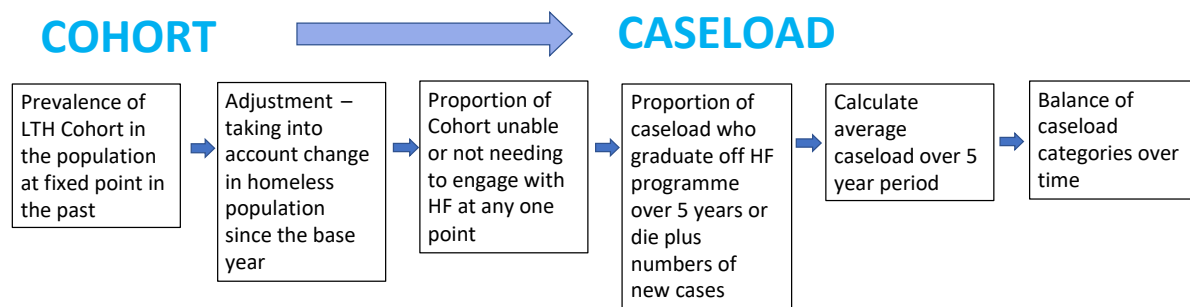 COHORT
CASELOAD
Prevalence of
LTH Cohort in
the population
at fixed point in
the past
Adjustment –
taking into
account change
in homeless
population
since the base
year
Proportion of
Cohort unable
or not needing
to engage with
HF at any one
point
Proportion of
caseload who
graduate off HF
programme
over 5 years or
die plus
numbers of
new cases
Calculate
average
caseload over 5
year period
Balance of
caseload
categories over
time